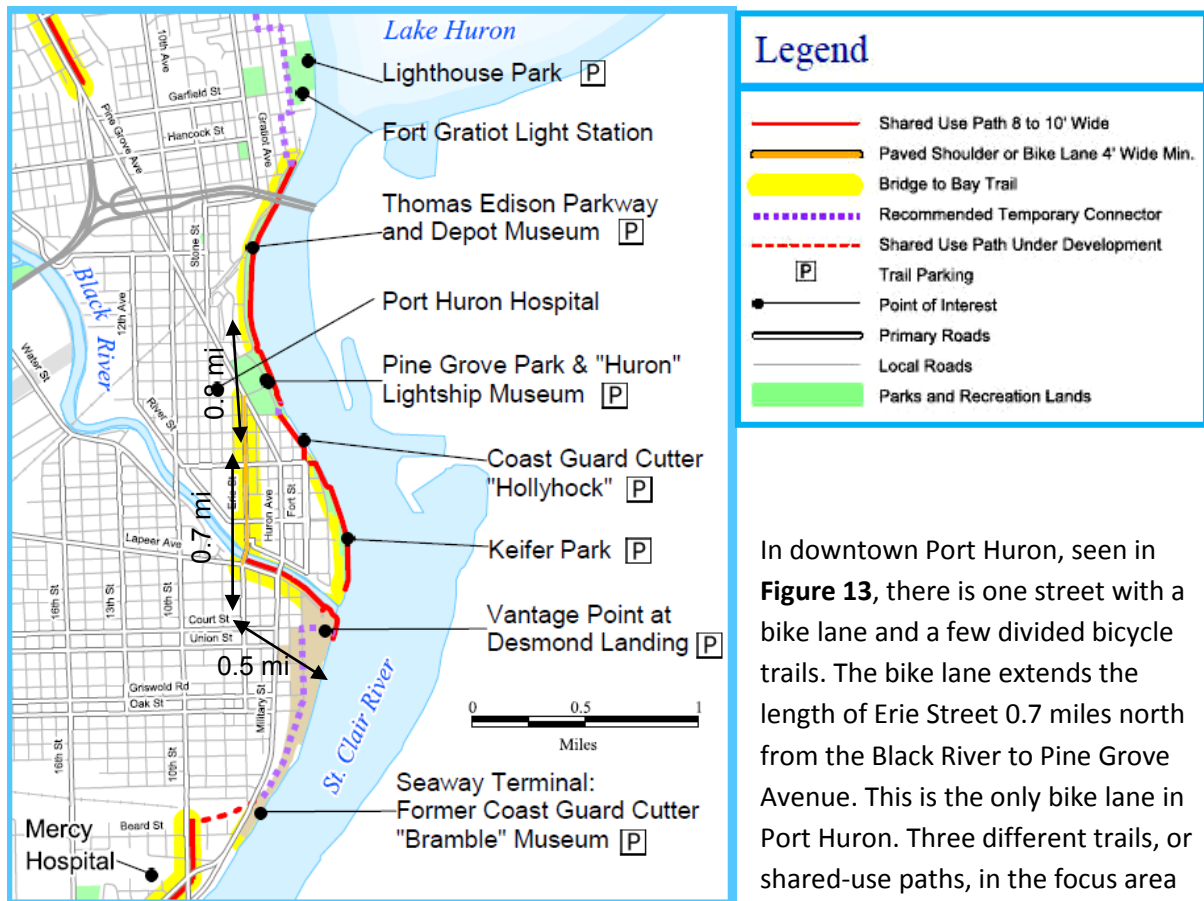 Lake Huron
Lighthouse Park P
Fort Gratiot Light Station
Thomas Edison Parkway
and Depot Museum P
Port Huron Hospital
Pine Grove Park & "Huron"
Lightship Museum P
Coast Guard Cutter
"Hollyhock" P
Keifer Park P
Vantage Point at
Desmond Landing P
Seaway Terminal:
Former Coast Guard Cutter
"Bramble" Museum P
Mercy
Hospital
10th Ave
Garfield St
Hancock St
Gratiot Ave
Pine Grove Ave
Stone St
12th Ave
Black River
Water St
River St
0.8 mi
0.7 mi
0.5 mi
Erie St
Huron Ave
Fort St
Lapeer Ave
16th St
13th St
10th St
Court St
Union St
Griswold Rd
Oak St
Military St
16th St
10th St
Beard St
St. Clair River
0 0.5 1
Miles
Legend
Shared Use Path 8 to 10' Wide
Paved Shoulder or Bike Lane 4' Wide Min.
Bridge to Bay Trail
Recommended Temporary Connector
Shared Use Path Under Development
P Trail Parking
Point of Interest
Primary Roads
Local Roads
Parks and Recreation Lands
In downtown Port Huron, seen in
Figure 13, there is one street with a
bike lane and a few divided bicycle
trails. The bike lane extends the
length of Erie Street 0.7 miles north
from the Black River to Pine Grove
Avenue. This is the only bike lane in
Port Huron. Three different trails, or
shared-use paths, in the focus area